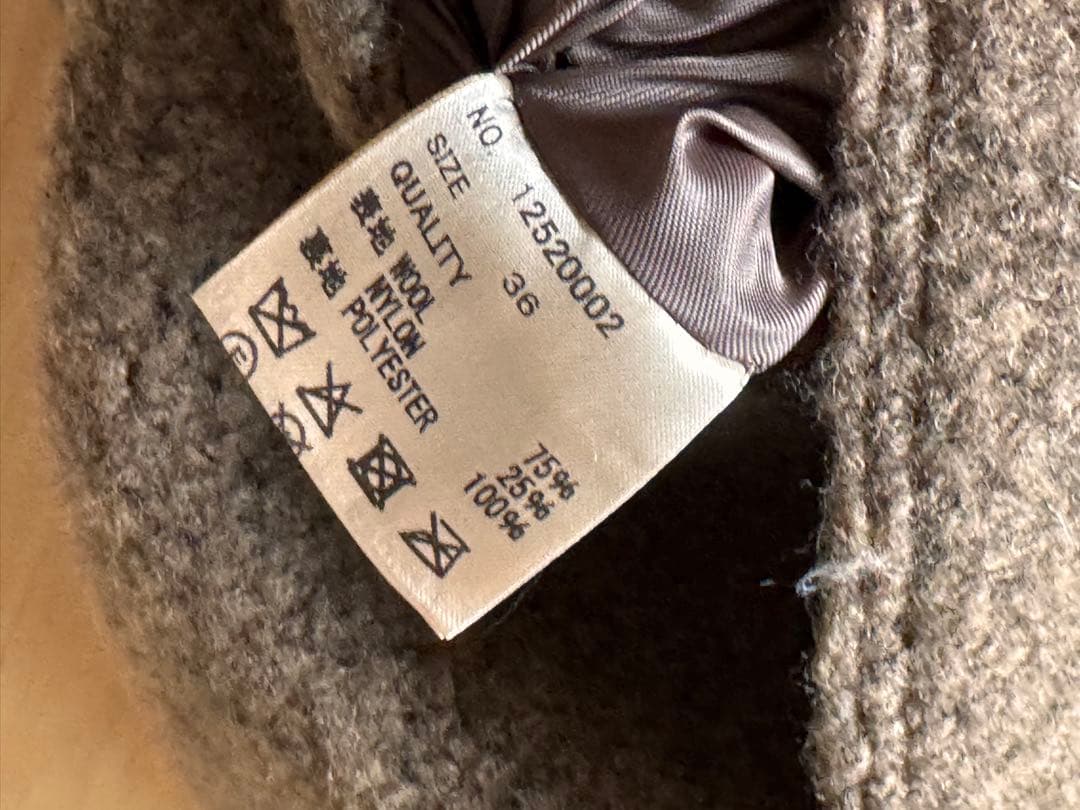 NO. 12520002
SIZE 36
QUALITY
表地 WOOL 75%
NYLON 25%
裏地 POLYESTER 100%